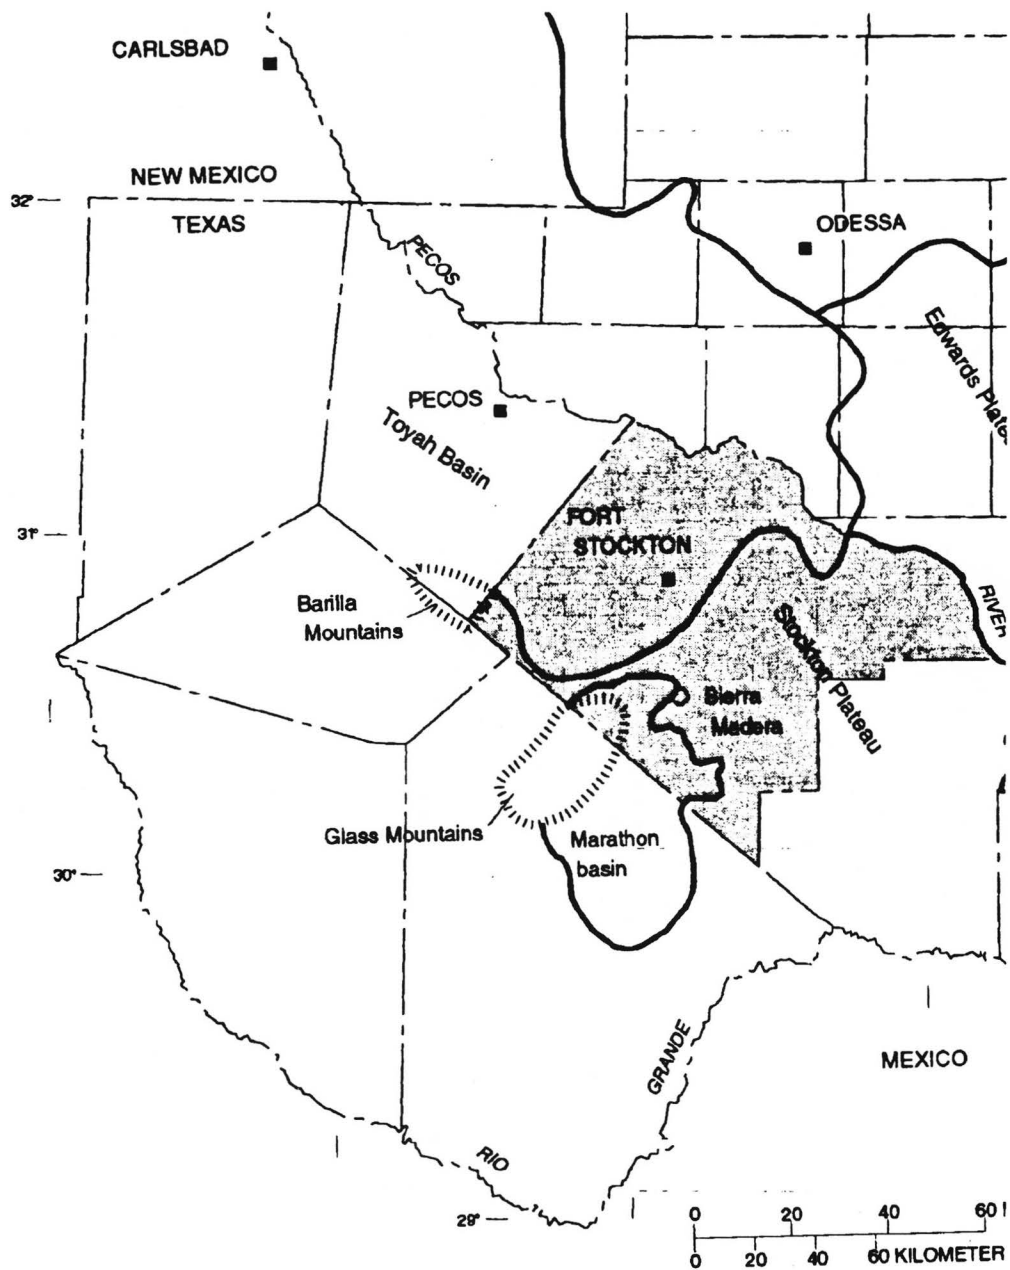 CARLSBAD
NEW MEXICO
32°
TEXAS
ODESSA
PECOS
PECOS
Toyah Basin
Edwards Platea
31°
FORT
STOCKTON
Barilla
Mountains
RIVER
Stockton Plateau
Sierra
Madera
Glass Mountains
Marathon
basin
30°
GRANDE
MEXICO
RIO
29°
0 20 40 60
0 20 40 60 KILOMETER